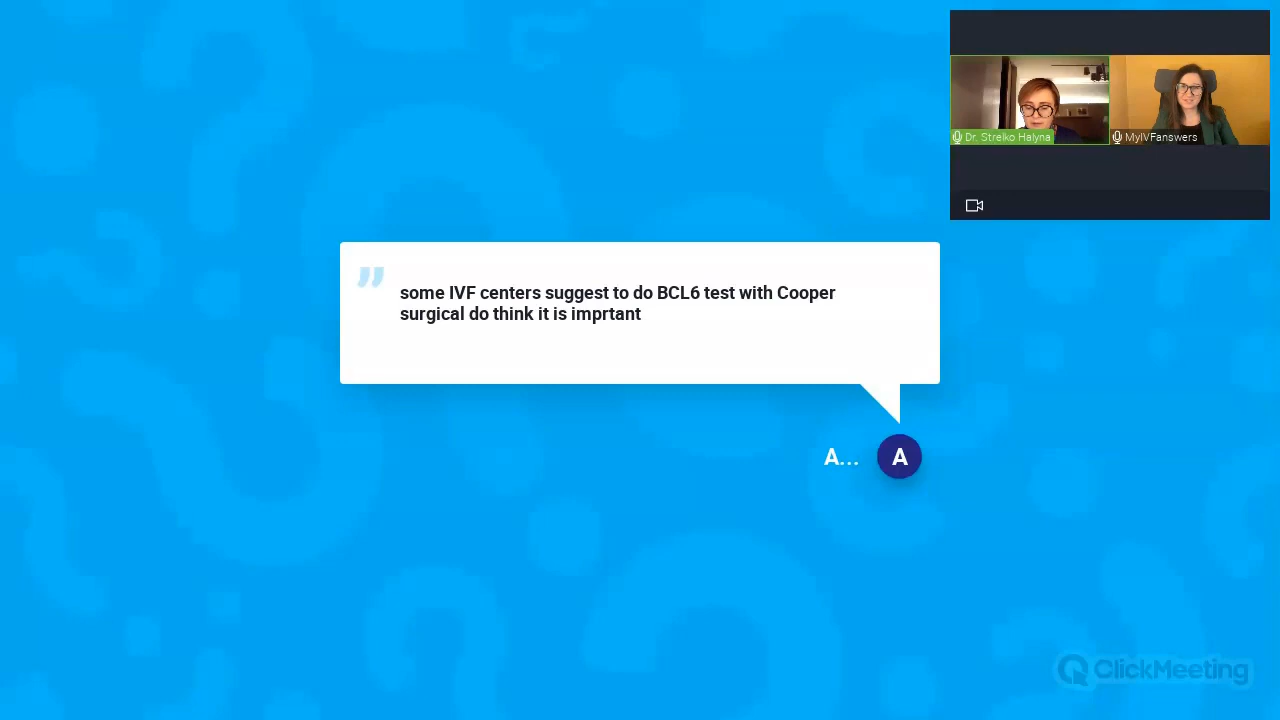 Dr. Strelko Halyna
MyIVFanswers
some IVF centers suggest to do BCL6 test with Cooper
surgical do think it is imprtant
A...
A
ClickMeeting